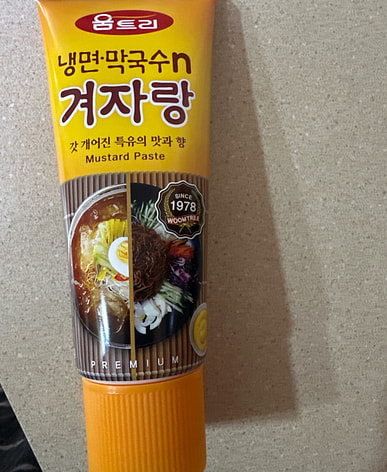 움트리
냉면·막국수n
겨자랑
갓 개어진 특유의 맛과 향
Mustard Paste
SINCE
1978
WOOMTREE
PREMIUM